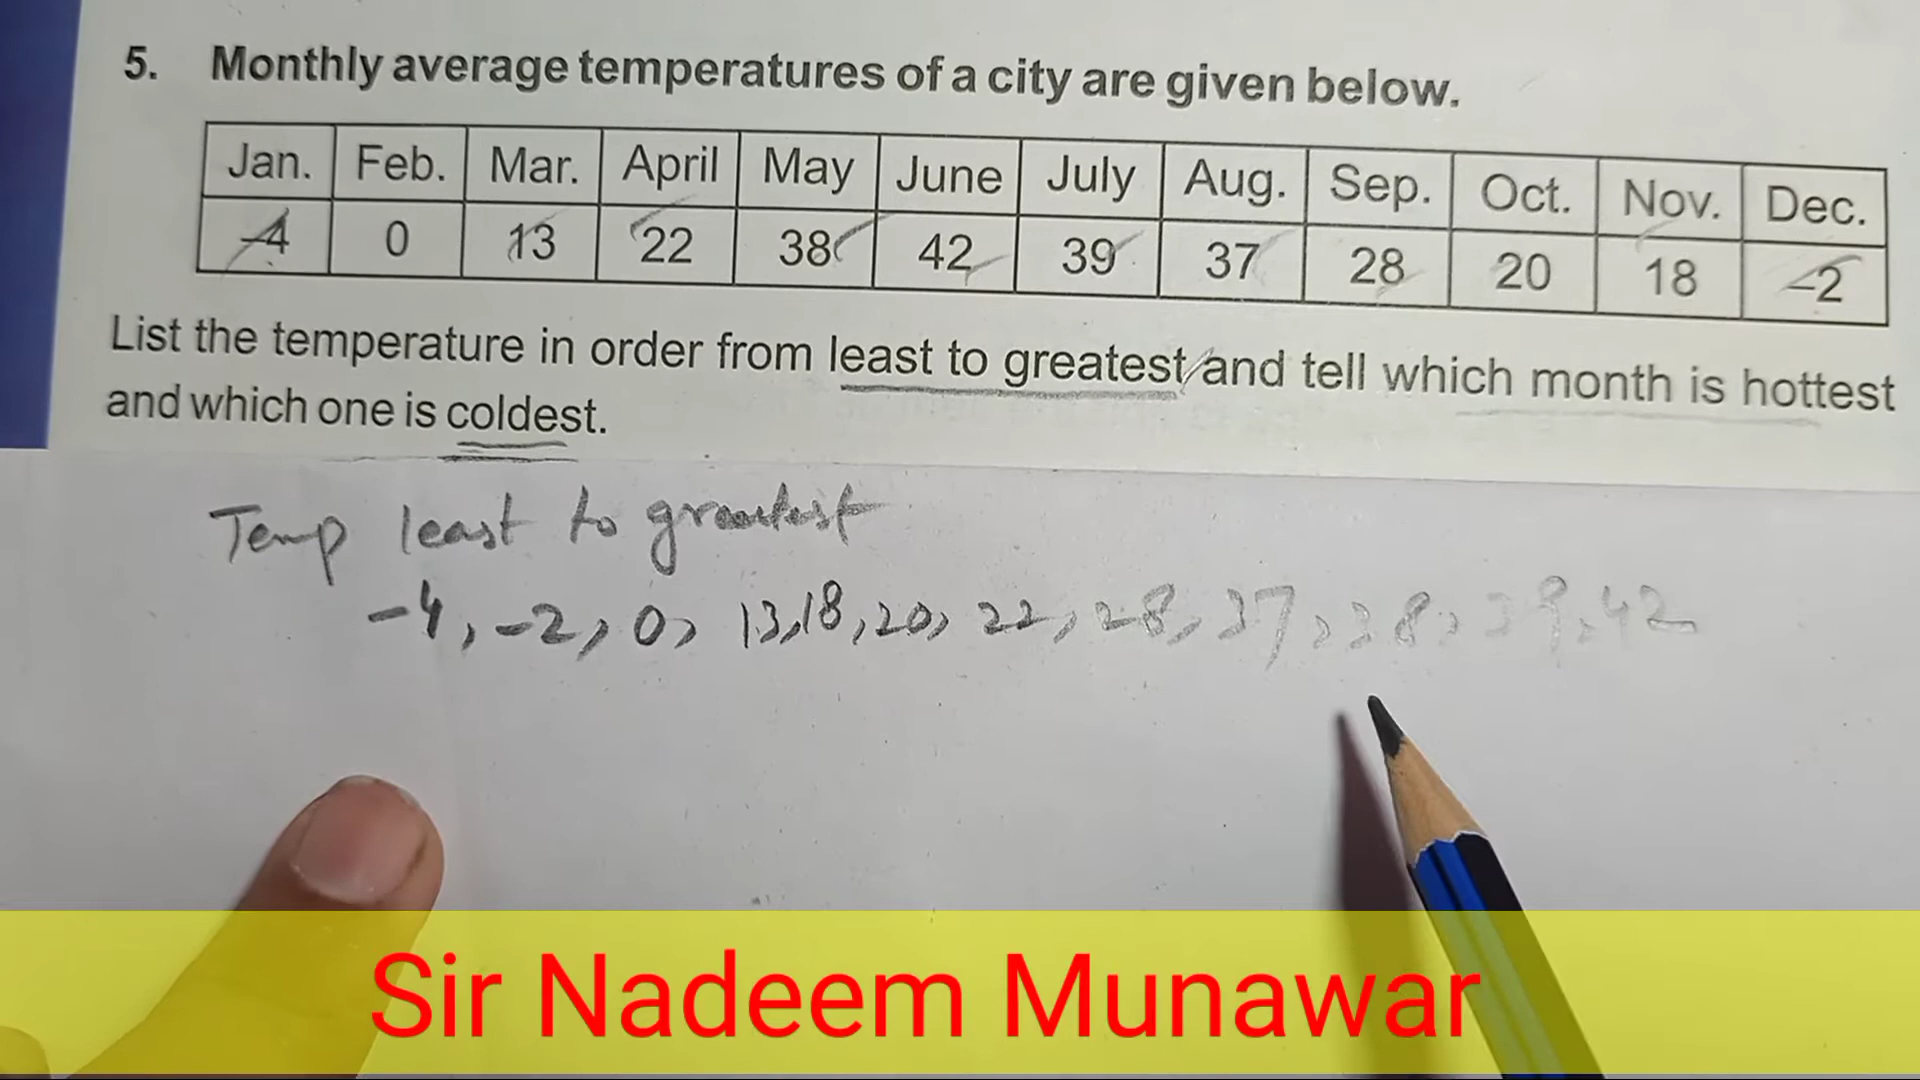 5. Monthly average temperatures of a city are given below.
Jan. Feb. Mar. April May June July Aug. Sep. Oct. Nov. Dec.
-4 0 13 22 38 42 39 37 28 20 18 -2
List the temperature in order from least to greatest and tell which month is hottest
and which one is coldest.
Temp least to greatest
-4, -2, 0, 13, 18, 20, 22, 28, 37, 38, 39, 42
Sir Nadeem Munawar